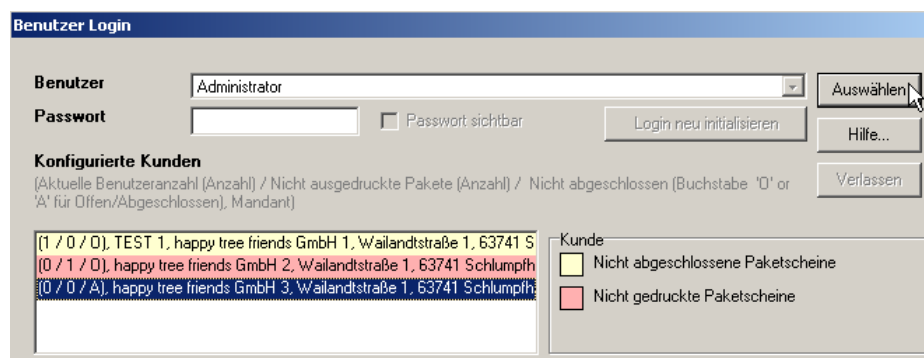 Benutzer Login
Benutzer
Administrator
Auswählen
Passwort
Passwort sichtbar
Login neu initialisieren
Hilfe...
Konfigurierte Kunden
(Aktuelle Benutzeranzahl (Anzahl) / Nicht ausgedruckte Pakete (Anzahl) / Nicht abgeschlossen (Buchstabe 'O' or
'A' für Offen/Abgeschlossen), Mandant)
Verlassen
(1 / 0 / O), TEST 1, happy tree friends GmbH 1, Wailandtstraße 1, 63741 S
(0 / 1 / O), happy tree friends GmbH 2, Wailandtstraße 1, 63741 Schlumpfh
(0 / 0 / A), happy tree friends GmbH 3, Wailandtstraße 1, 63741 Schlumpfh
Kunde
Nicht abgeschlossene Paketscheine
Nicht gedruckte Paketscheine